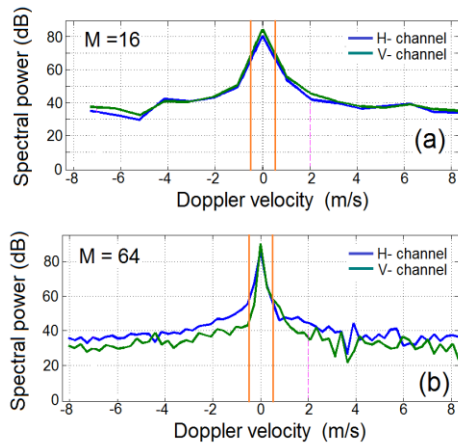 Spectral power (dB)
80
60
40
20
M =16
H- channel
V- channel
(a)
-8 -6 -4 -2 0 2 4 6 8
Doppler velocity (m/s)
Spectral power (dB)
80
60
40
20
M = 64
H- channel
V- channel
(b)
-8 -6 -4 -2 0 2 4 6 8
Doppler velocity (m/s)